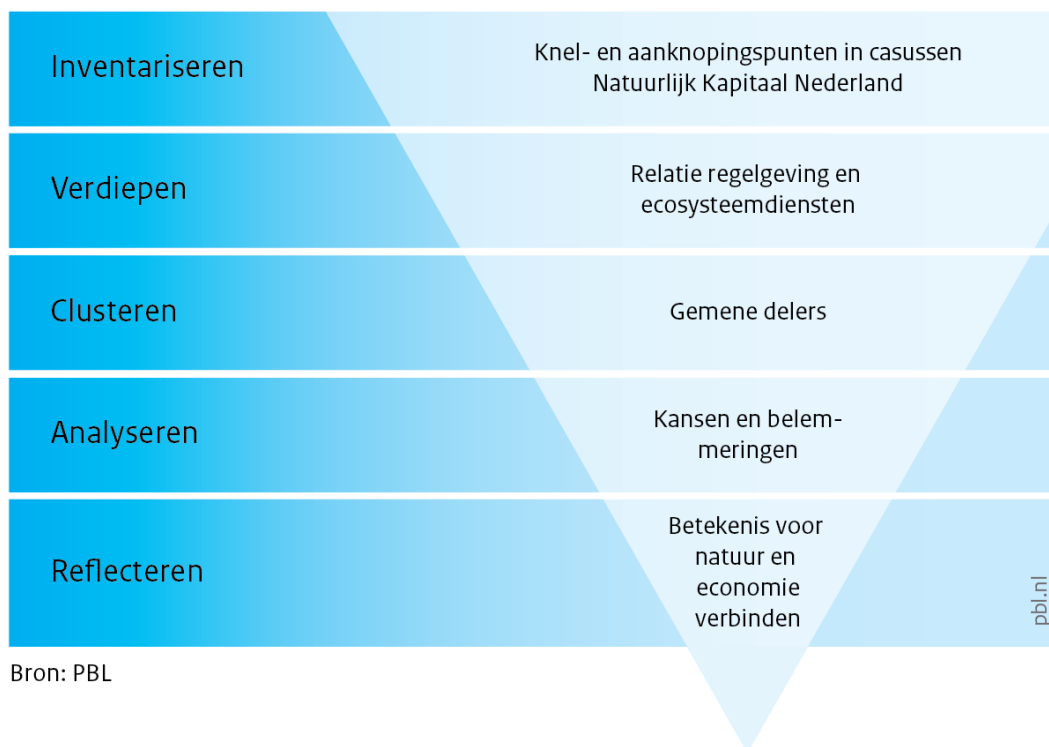 Inventariseren
Knel- en aanknopingspunten in casussen
Natuurlijk Kapitaal Nederland
Verdiepen
Relatie regelgeving en
ecosysteemdiensten
Clusteren
Gemene delers
Analyseren
Kansen en belem-
meringen
Reflecteren
Betekenis voor
natuur en
economie
verbinden
pbl.nl
Bron: PBL